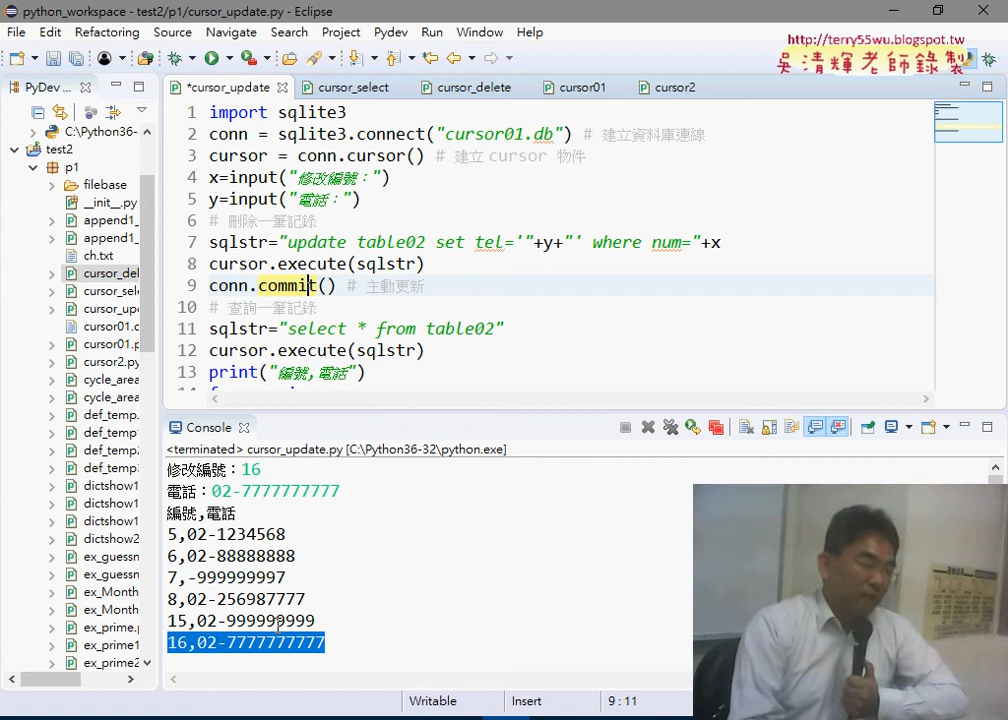 python_workspace - test2/p1/cursor_update.py - Eclipse
File Edit Refactoring Source Navigate Search Project Pydev Run Window Help
http://terry55wu.blogspot.tw
吳清輝老師錄製
PyDev...
*cursor_update
cursor_select
cursor_delete
cursor01
cursor2
C:\Python36-
test2
p1
filebase
__init__.py
append1_
append1_
ch.txt
cursor_del
cursor_sel
cursor_upd
cursor01.d
cursor01.p
cursor2.py
cycle_area
cycle_area
def_temp.
def_temp1
def_temp2
def_temp3
dictshow1
dictshow1
dictshow2
ex_guessn
ex_guessn
ex_Month
ex_Month
ex_prime.p
ex_prime1
ex_prime2
1 import sqlite3
2 conn = sqlite3.connect("cursor01.db") # 建立資料庫連線
3 cursor = conn.cursor() # 建立 cursor 物件
4 x=input("修改編號：")
5 y=input("電話：")
6 # 刪除一筆記錄
7 sqlstr="update table02 set tel='"+y+"' where num="+x
8 cursor.execute(sqlstr)
9 conn.commit() # 主動更新
10 # 查詢一筆記錄
11 sqlstr="select * from table02"
12 cursor.execute(sqlstr)
13 print("編號,電話")
Console
<terminated> cursor_update.py [C:\Python36-32\python.exe]
修改編號：16
電話：02-7777777777
編號,電話
5,02-1234568
6,02-88888888
7,-999999997
8,02-256987777
15,02-999999999
16,02-7777777777
Writable Insert 9 : 11